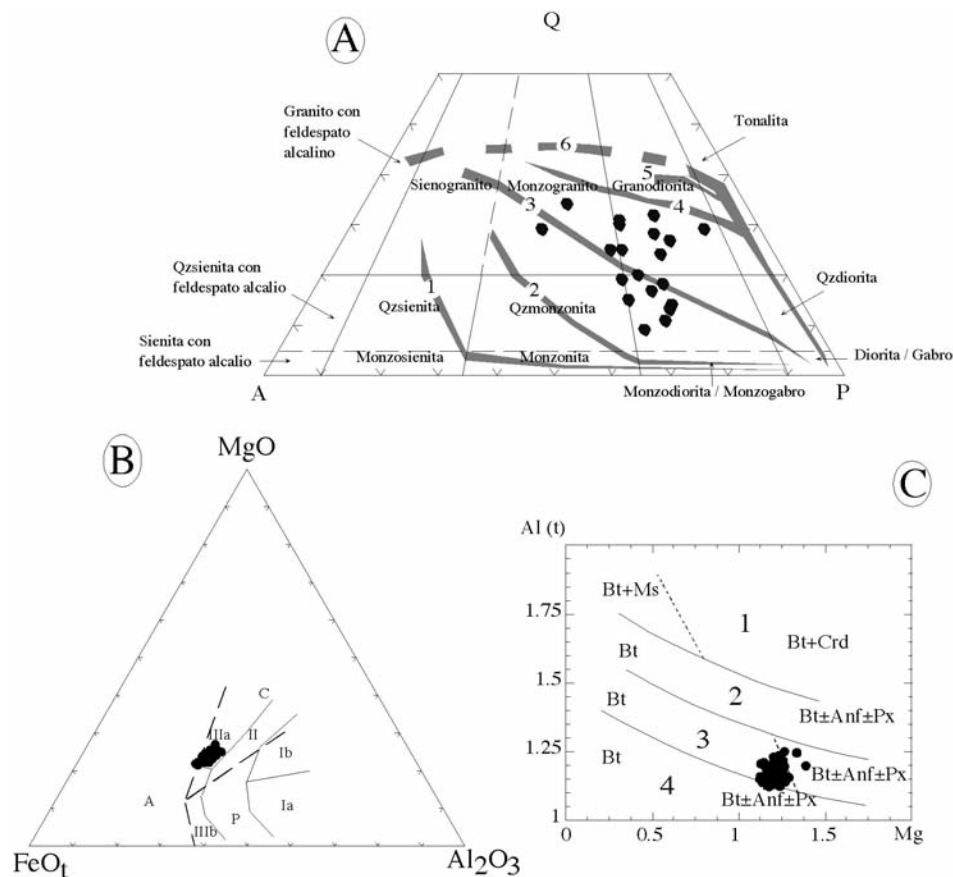 A
Q
Granito con
feldespato
alcalino
Tonalita
6
5
Sienogranito
Monzogranito
Granodiorita
3
4
Qzsienita con
feldespato alcalio
Qzdiorita
1
2
Qzsienita
Qzmonzonita
Sienita con
feldespato alcalio
Monzosienita
Monzonita
Diorita / Gabro
A
Monzodiorita / Monzogabro
P
B
MgO
C
IIIa
II
Ib
A
P
Ia
IIIb
FeOt
Al2O3
C
Al (t)
1.75
Bt+Ms
1
Bt+Crd
Bt
1.5
2
Bt
Bt±Anf±Px
1.25
3
Bt
Bt±Anf±Px
4
Bt±Anf±Px
1
0
0.5
1
1.5
Mg